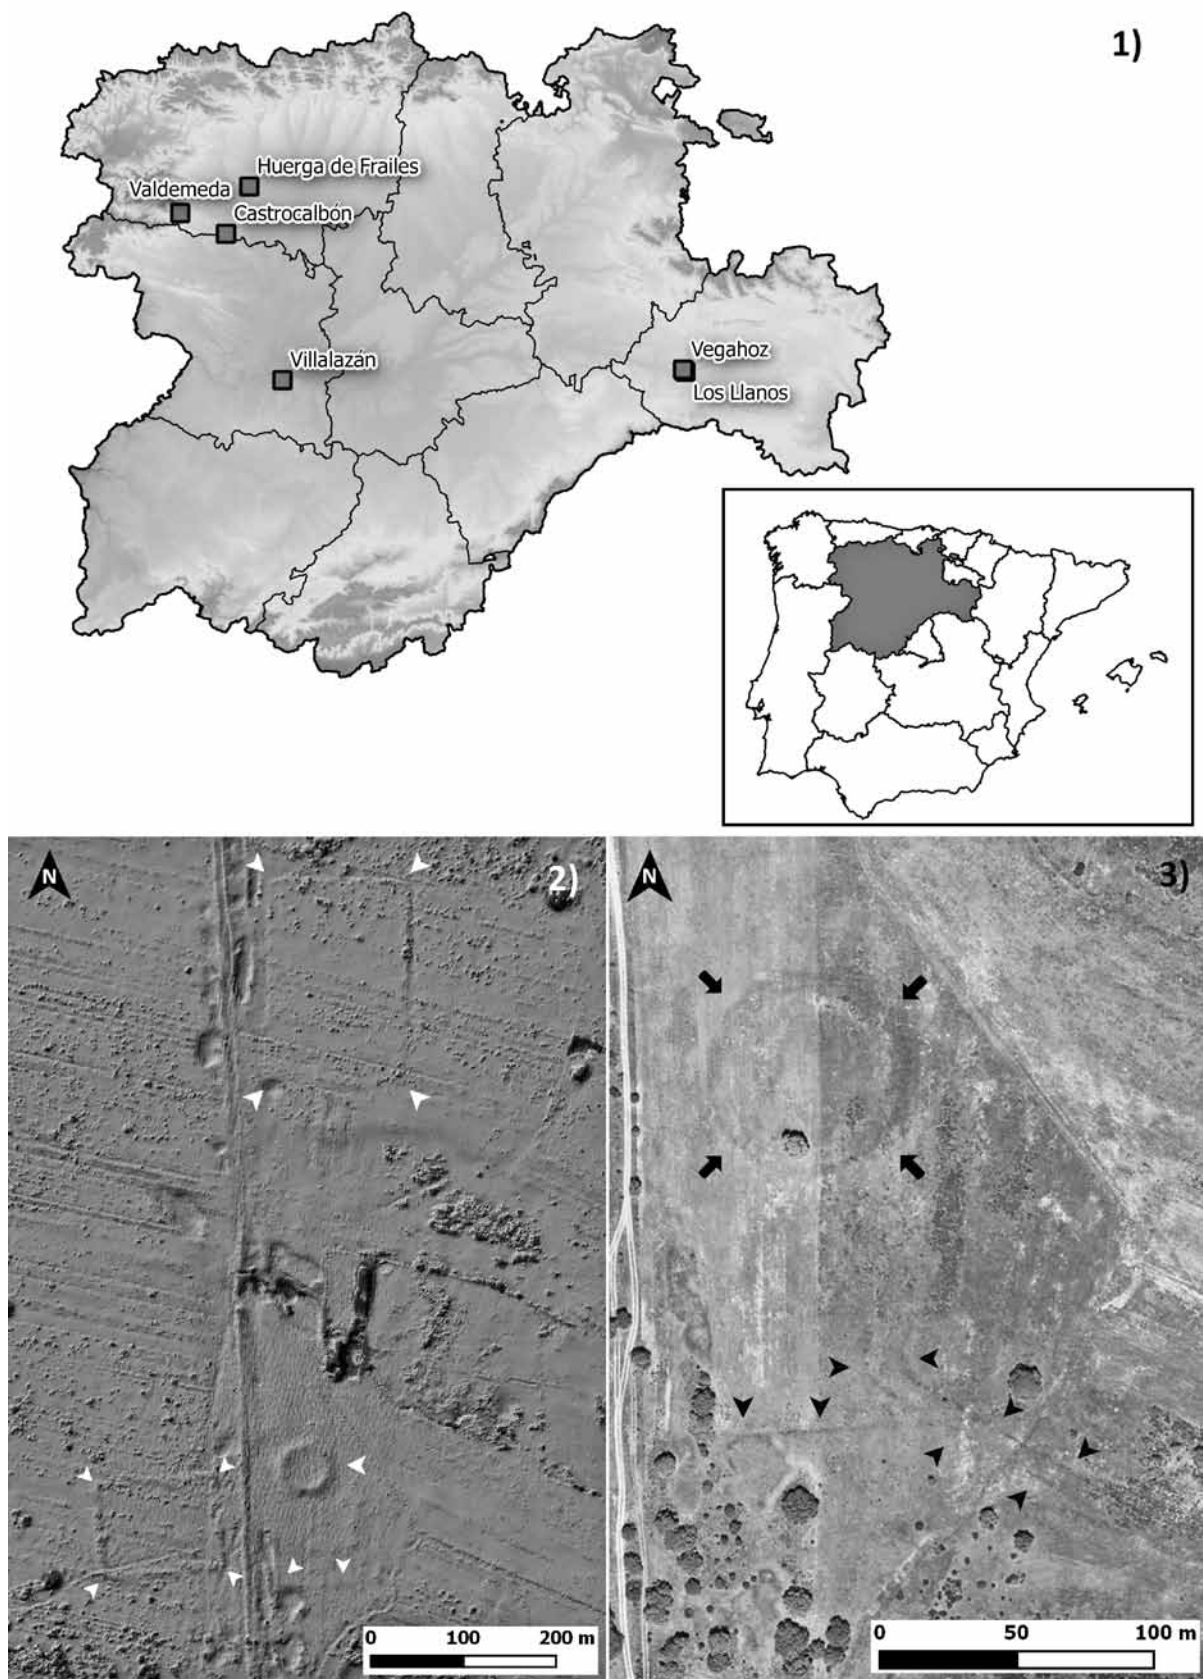 1)
Huerga de Frailes
Valdemeda
Castrocalbón
Villalazán
Vegahoz
Los Llanos
N
2)
0 100 200 m
N
3)
0 50 100 m